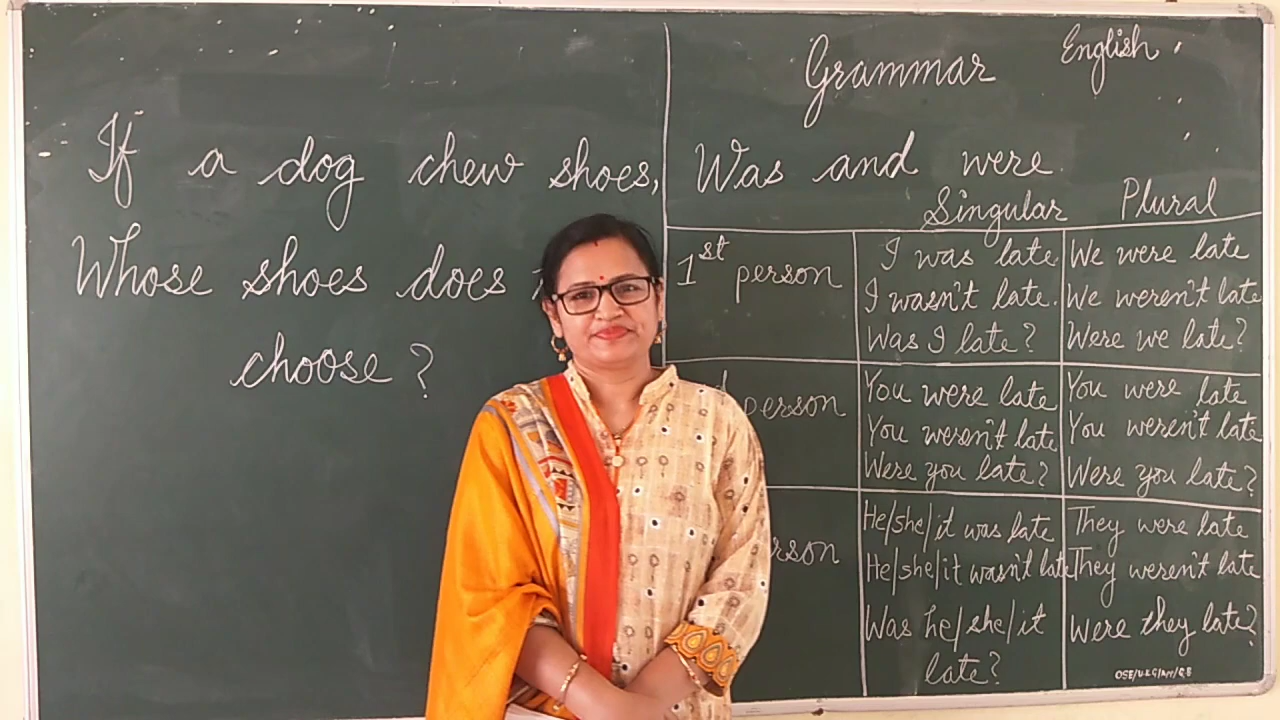 If a dog chew shoes,
Whose shoes does
choose ?
English
Grammar
Was and were.
Singular Plural
1st person
I was late. We were late
I wasn't late. We weren't late
Was I late? Were we late?
person
You were late You were late
You weren't late You weren't late
Were you late? Were you late?
He/she/it was late They were late
He/she/it wasn't late They weren't late
Was he/she/it Were they late?
late?